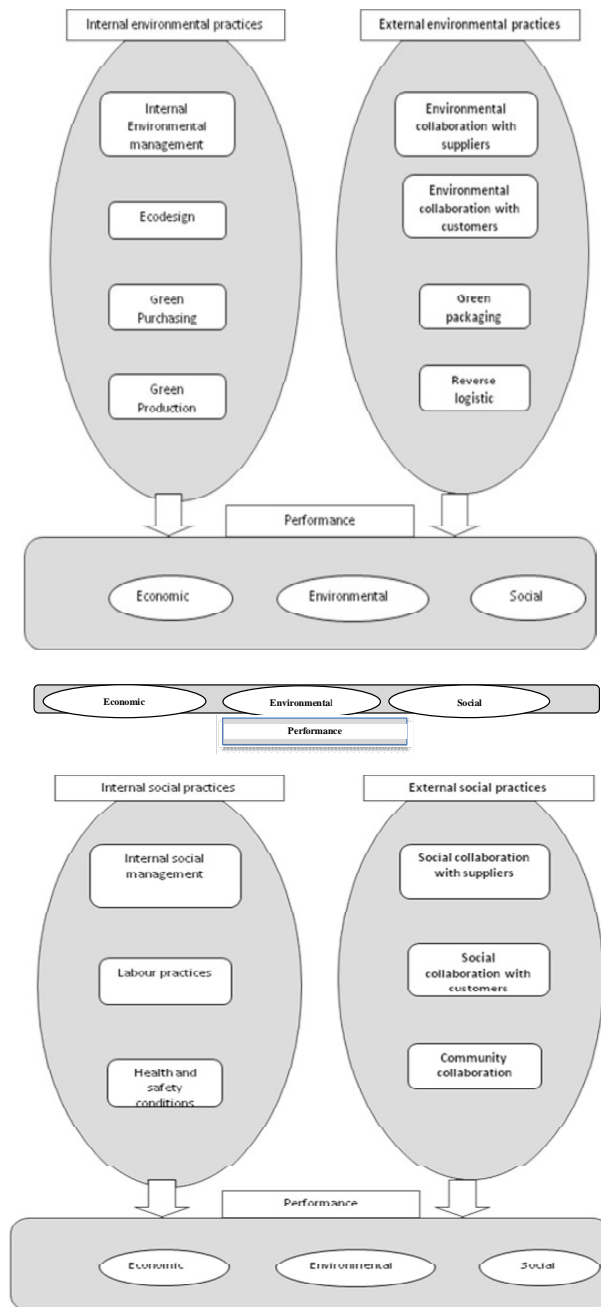 Internal environmental practices
External environmental practices
Internal
Environmental
management
Ecodesign
Green
Purchasing
Green
Production
Environmental
collaboration with
suppliers
Environmental
collaboration with
customers
Green
packaging
Reverse
logistic
Performance
Economic
Environmental
Social
Economic
Environmental
Social
Performance
Internal social practices
External social practices
Internal social
management
Labour practices
Health and
safety
conditions
Social collaboration
with suppliers
Social
collaboration with
customers
Community
collaboration
Performance
Economic
Environmental
Social